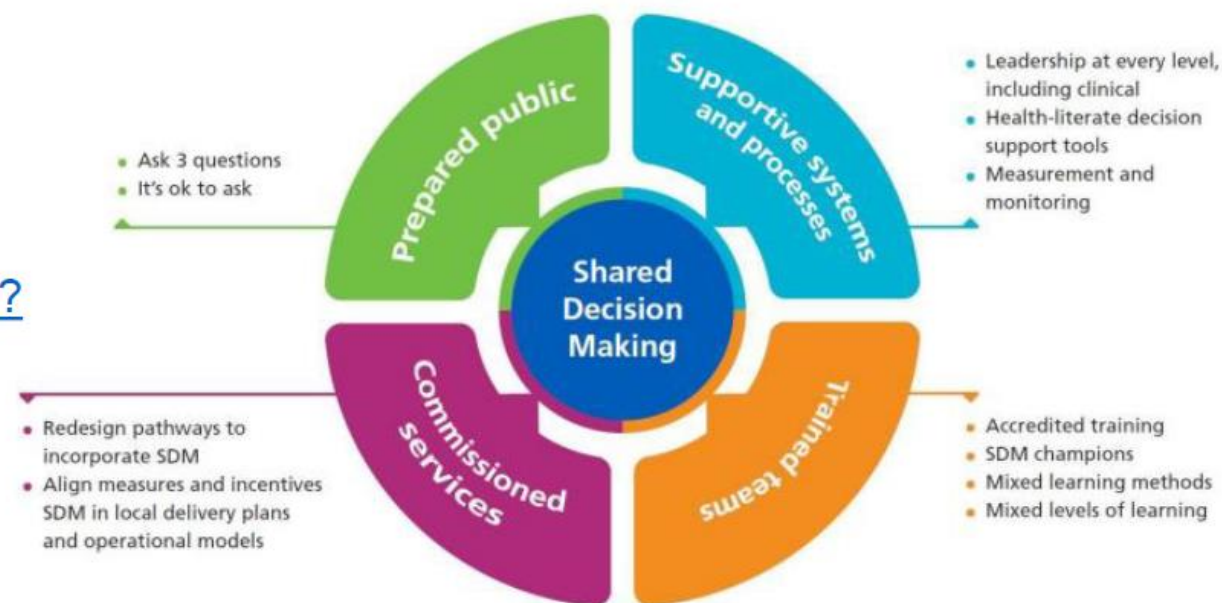 Prepared public
• Ask 3 questions
• It's ok to ask
Supportive systems
and processes
• Leadership at every level,
including clinical
• Health-literate decision
support tools
• Measurement and
monitoring
?
Shared
Decision
Making
Commissioned
services
• Redesign pathways to
incorporate SDM
• Align measures and incentives
SDM in local delivery plans
and operational models
Trained teams
• Accredited training
• SDM champions
• Mixed learning methods
• Mixed levels of learning